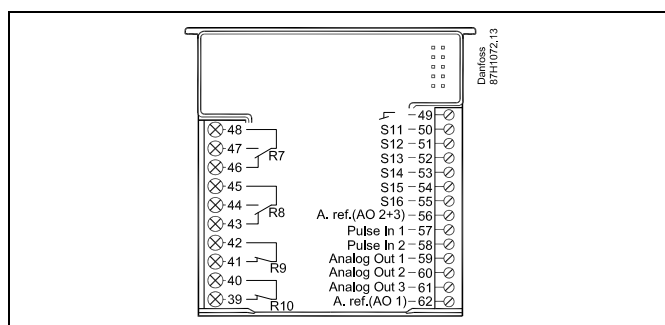 Danfoss
87H1072.13
48
47
R7
46
45
44
R8
43
42
41
R9
40
39
R10
49
S11 50
S12 51
S13 52
S14 53
S15 54
S16 55
A. ref.(AO 2+3) 56
Pulse In 1 57
Pulse In 2 58
Analog Out 1 59
Analog Out 2 60
Analog Out 3 61
A. ref.(AO 1) 62